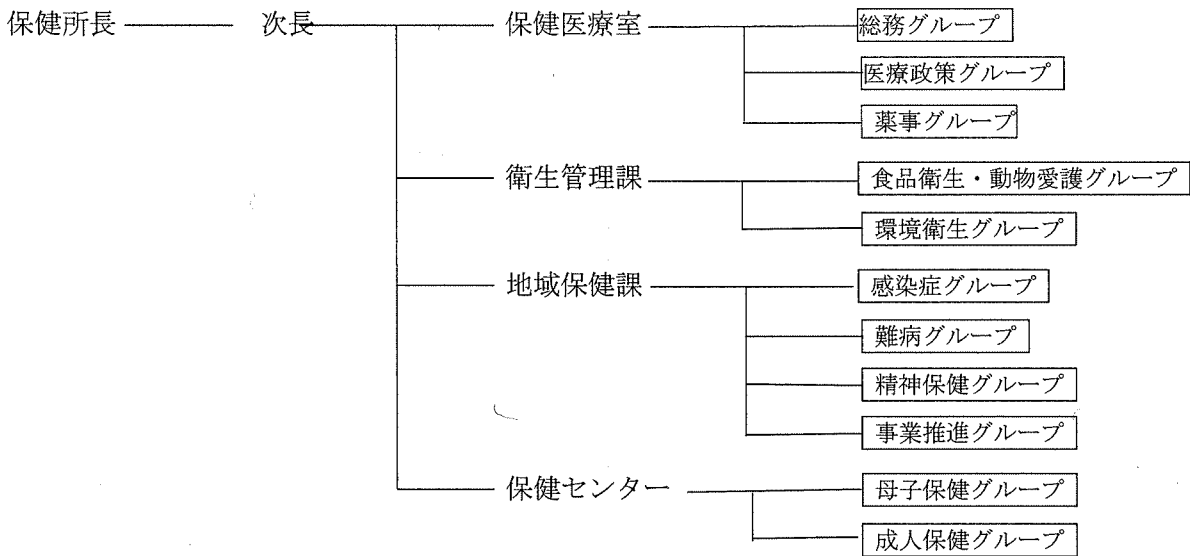 保健所長 次長 保健医療室 総務グループ
医療政策グループ
薬事グループ
衛生管理課 食品衛生・動物愛護グループ
環境衛生グループ
地域保健課 感染症グループ
難病グループ
精神保健グループ
事業推進グループ
保健センター 母子保健グループ
成人保健グループ